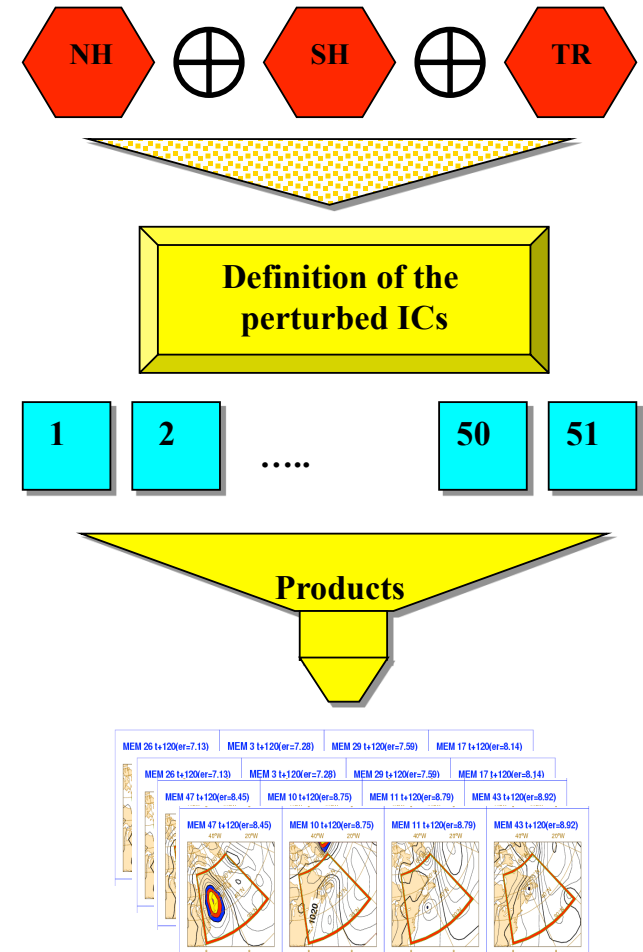 NH SH TR
Definition of the
perturbed ICs
1 2 ..... 50 51
Products
MEM 26 t+120(er=7.13) MEM 3 t+120(er=7.28) MEM 29 t+120(er=7.59) MEM 17 t+120(er=8.14)
MEM 26 t+120(er=7.13) MEM 3 t+120(er=7.28) MEM 29 t+120(er=7.59) MEM 17 t+120(er=8.14)
MEM 47 t+120(er=8.45) MEM 10 t+120(er=8.75) MEM 11 t+120(er=8.79) MEM 43 t+120(er=8.92)
MEM 47 t+120(er=8.45) MEM 10 t+120(er=8.75) MEM 11 t+120(er=8.79) MEM 43 t+120(er=8.92)
40°W 20°W 40°W 20°W 40°W 20°W 40°W 20°W
1020